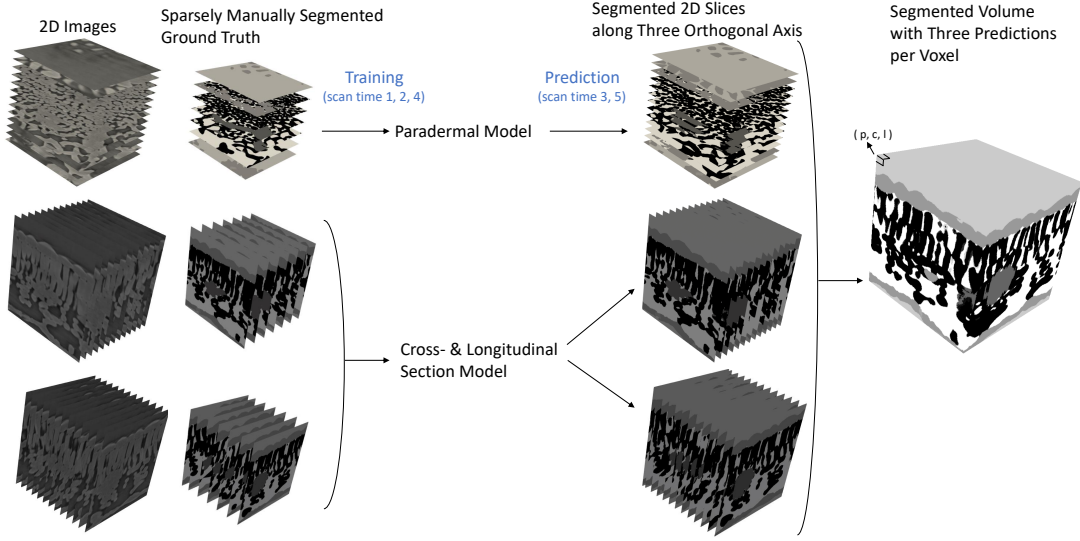 2D Images
Sparsely Manually Segmented
Ground Truth
Segmented 2D Slices
along Three Orthogonal Axis
Segmented Volume
with Three Predictions
per Voxel
Training
(scan time 1, 2, 4)
Prediction
(scan time 3, 5)
Paradermal Model
( p, c, l )
Cross- & Longitudinal
Section Model